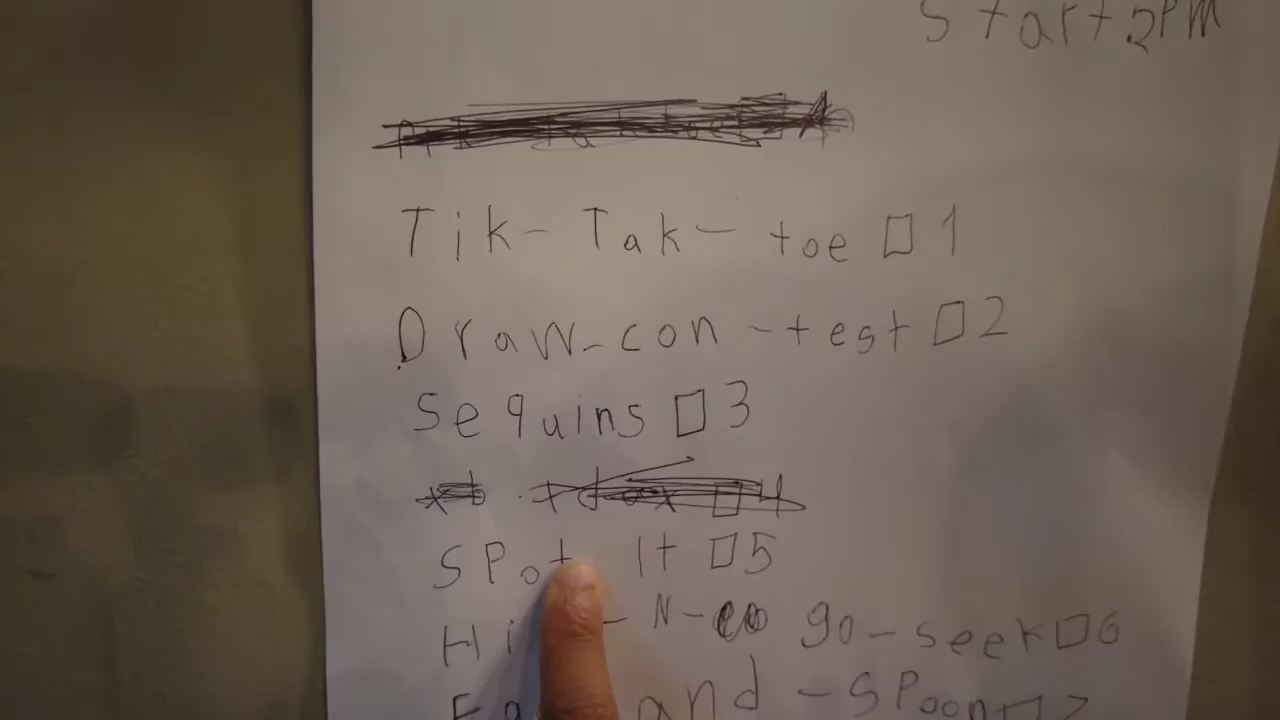 Start 2PM
Tik-Tak-toe □ 1
Draw-con-test □ 2
Sequins □ 3
SPot It □ 5
N- go-seek □ 6
and-SPoon □ 7